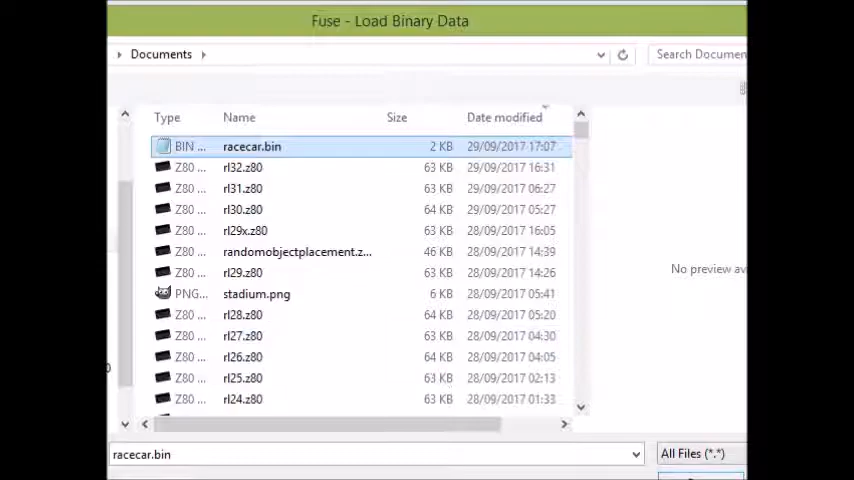 Fuse - Load Binary Data
Documents
Search Documen
Type Name Size Date modified
BIN ... racecar.bin 2 KB 29/09/2017 17:07
Z80 ... rl32.z80 63 KB 29/09/2017 16:31
Z80 ... rl31.z80 63 KB 29/09/2017 06:27
Z80 ... rl30.z80 64 KB 29/09/2017 05:27
Z80 ... rl29x.z80 63 KB 28/09/2017 16:05
Z80 ... randomobjectplacement.z... 46 KB 28/09/2017 14:39
Z80 ... rl29.z80 63 KB 28/09/2017 14:26
PNG... stadium.png 6 KB 28/09/2017 05:41
Z80 ... rl28.z80 64 KB 28/09/2017 05:20
Z80 ... rl27.z80 63 KB 28/09/2017 04:30
Z80 ... rl26.z80 63 KB 28/09/2017 04:05
Z80 ... rl25.z80 63 KB 28/09/2017 02:13
Z80 ... rl24.z80 63 KB 28/09/2017 01:33
No preview av
racecar.bin
All Files (*.*)